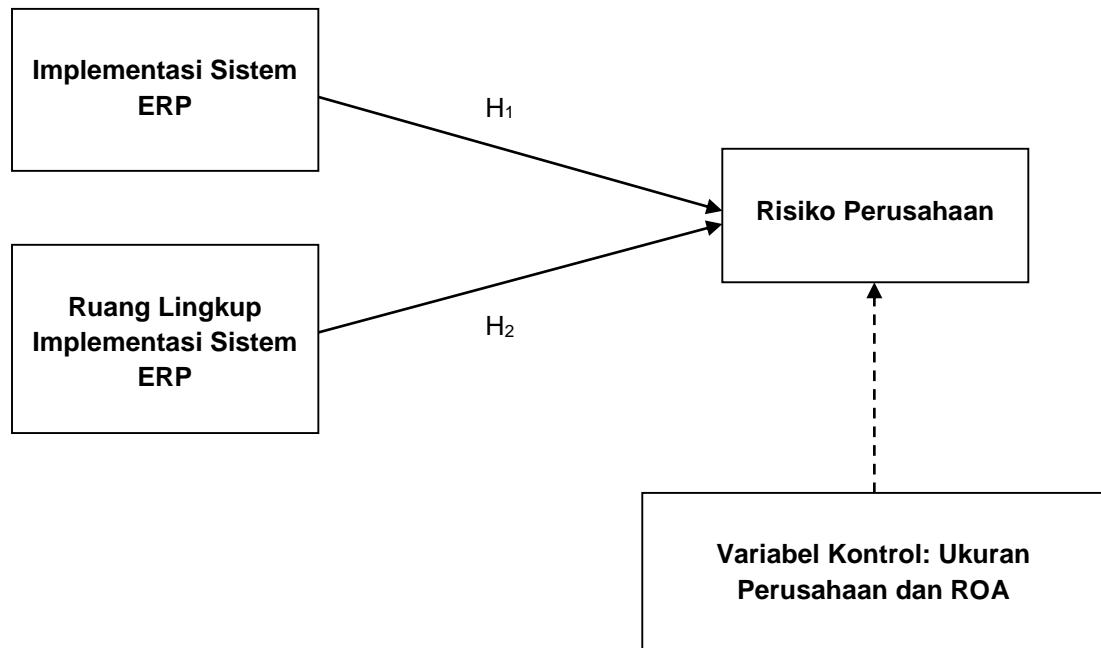 Implementasi Sistem
ERP
H₁
Risiko Perusahaan
Ruang Lingkup
Implementasi Sistem
ERP
H₂
Variabel Kontrol: Ukuran
Perusahaan dan ROA